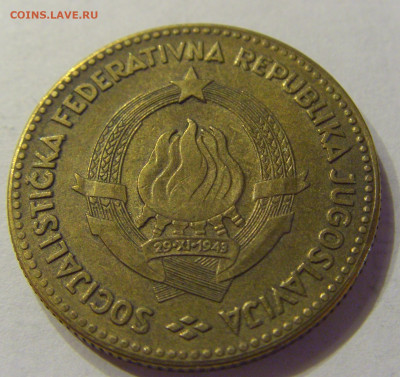 COINS.LAVE.RU
SOCIJALISTIČKA FEDERATIVNA REPUBLIKA JUGOSLAVIJA
29·XI·1943